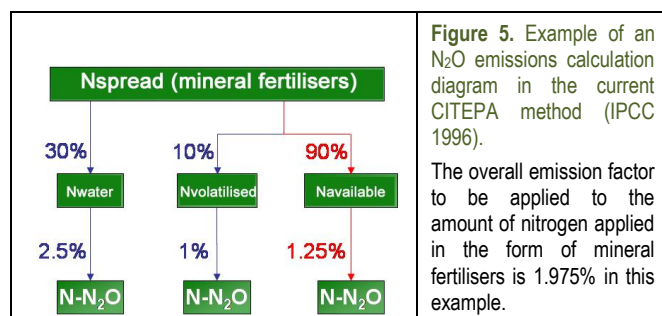 Nspread (mineral fertilisers)
30%
10%
90%
Nwater
Nvolatilised
Navailable
2.5%
1%
1.25%
N-N₂O
N-N₂O
N-N₂O
Figure 5. Example of an
N₂O emissions calculation
diagram in the current
CITEPA method (IPCC
1996).
The overall emission factor
to be applied to the
amount of nitrogen applied
in the form of mineral
fertilisers is 1.975% in this
example.